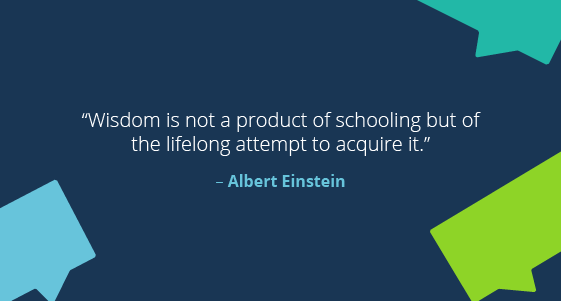 “Wisdom is not a product of schooling but of
the lifelong attempt to acquire it.”
– Albert Einstein